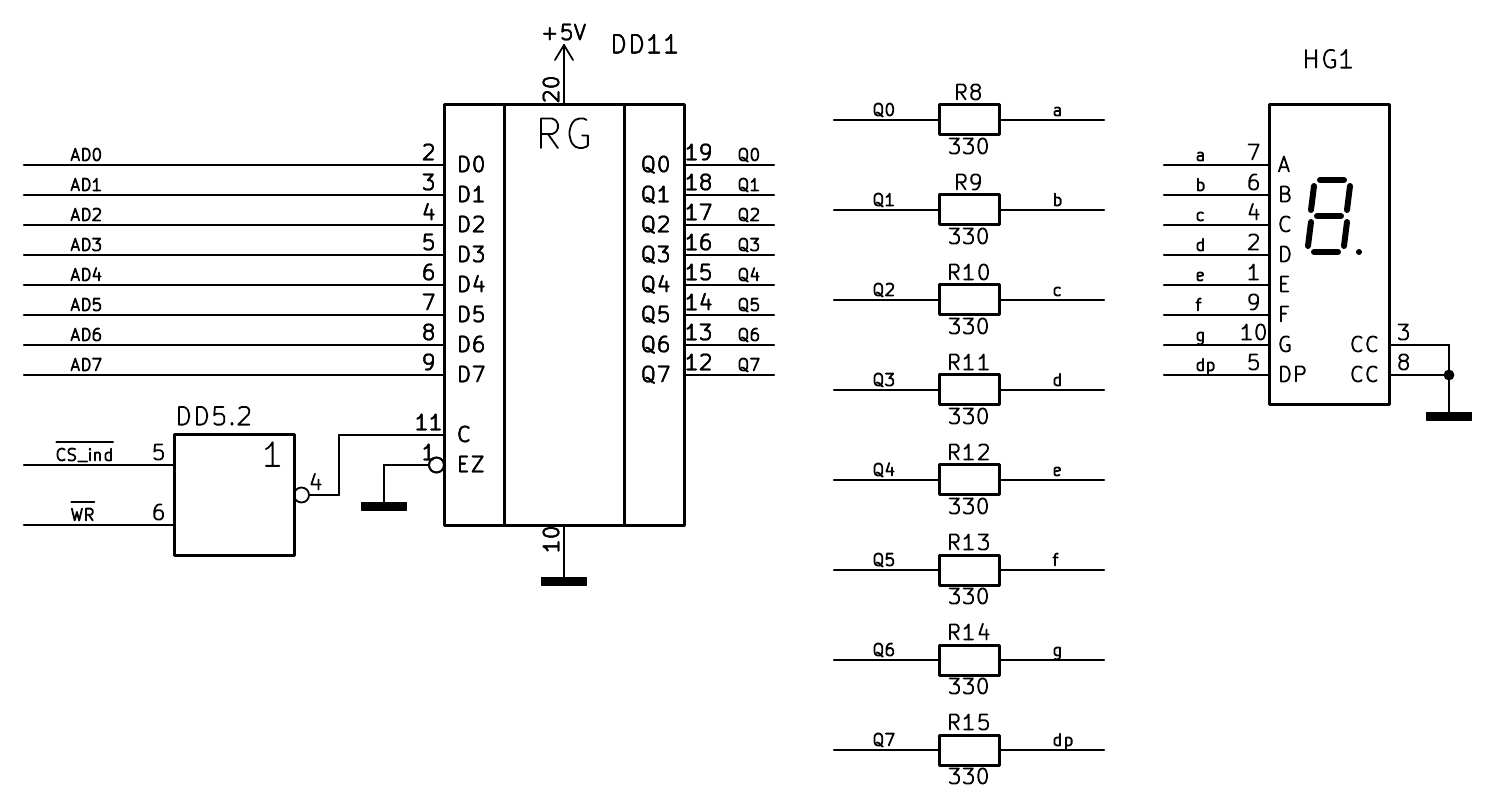 +5V
DD11
20
RG
AD0 2 D0 Q0 19 Q0
AD1 3 D1 Q1 18 Q1
AD2 4 D2 Q2 17 Q2
AD3 5 D3 Q3 16 Q3
AD4 6 D4 Q4 15 Q4
AD5 7 D5 Q5 14 Q5
AD6 8 D6 Q6 13 Q6
AD7 9 D7 Q7 12 Q7
11 C
1 EZ
10
DD5.2
1
C̅S̅_̅i̅n̅d̅ 5
W̅R̅ 6
4
R8
Q0 a
330
R9
Q1 b
330
R10
Q2 c
330
R11
Q3 d
330
R12
Q4 e
330
R13
Q5 f
330
R14
Q6 g
330
R15
Q7 dp
330
HG1
a 7 A
b 6 B
c 4 C
d 2 D
e 1 E
f 9 F
g 10 G CC 3
dp 5 DP CC 8
8.